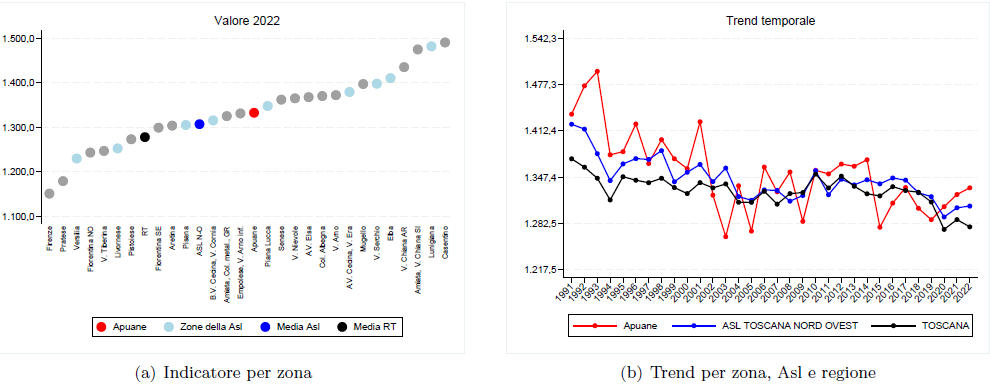 Valore 2022
1.500,0
1.400,0
1.300,0
1.200,0
1.100,0
Firenze
Pratese
Versilia
Fiorentina NO
V. Tiberina
Livornese
Pistoiese
RT
Fiorentina SE
Aretina
Pisana
ASL N-O
B.V. Cecina, V. Cornia
Amiata, Col. metal., GR
Empolese, V. Arno inf.
Apuane
Piana Lucca
Senese
V. Nievole
A.V. Elsa
Col. Albegna
V. Arno
A.V. Cecina, V. Era
Mugello
V. Serchio
Elba
V. Chiana AR
Amiata, V. Chiana SI
Lunigiana
Casentino
Apuane
Zone della Asl
Media Asl
Media RT
(a) Indicatore per zona
Trend temporale
1.542,3
1.477,3
1.412,4
1.347,4
1.282,5
1.217,5
1991
1992
1993
1994
1995
1996
1997
1998
1999
2000
2001
2002
2003
2004
2005
2006
2007
2008
2009
2010
2011
2012
2013
2014
2015
2016
2017
2018
2019
2020
2021
2022
Apuane
ASL TOSCANA NORD OVEST
TOSCANA
(b) Trend per zona, Asl e regione